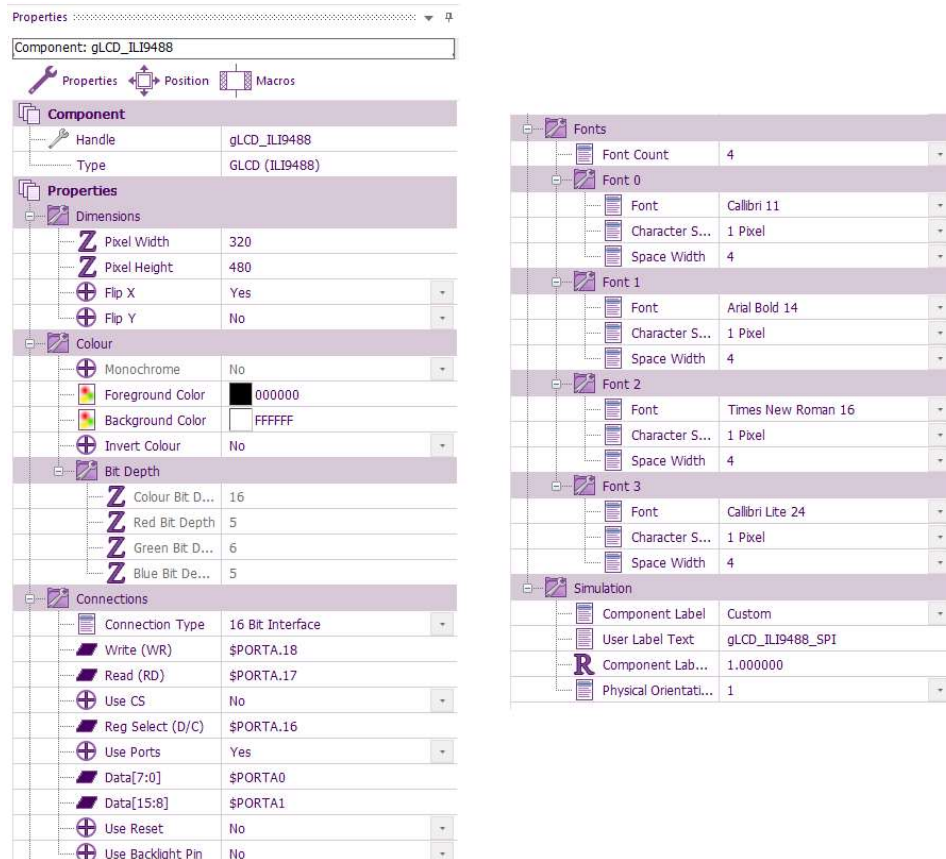 Properties
Component: gLCD_ILI9488
Properties Position Macros
Component
Handle gLCD_ILI9488
Type GLCD (ILI9488)
Properties
Dimensions
Pixel Width 320
Pixel Height 480
Flip X Yes
Flip Y No
Colour
Monochrome No
Foreground Color 000000
Background Color FFFFFF
Invert Colour No
Bit Depth
Colour Bit D... 16
Red Bit Depth 5
Green Bit D... 6
Blue Bit De... 5
Connections
Connection Type 16 Bit Interface
Write (WR) $PORTA.18
Read (RD) $PORTA.17
Use CS No
Reg Select (D/C) $PORTA.16
Use Ports Yes
Data[7:0] $PORTA0
Data[15:8] $PORTA1
Use Reset No
Use Backlight Pin No
Fonts
Font Count 4
Font 0
Font Callibri 11
Character S... 1 Pixel
Space Width 4
Font 1
Font Arial Bold 14
Character S... 1 Pixel
Space Width 4
Font 2
Font Times New Roman 16
Character S... 1 Pixel
Space Width 4
Font 3
Font Callibri Lite 24
Character S... 1 Pixel
Space Width 4
Simulation
Component Label Custom
User Label Text gLCD_ILI9488_SPI
R Component Lab... 1.000000
Physical Orientati... 1